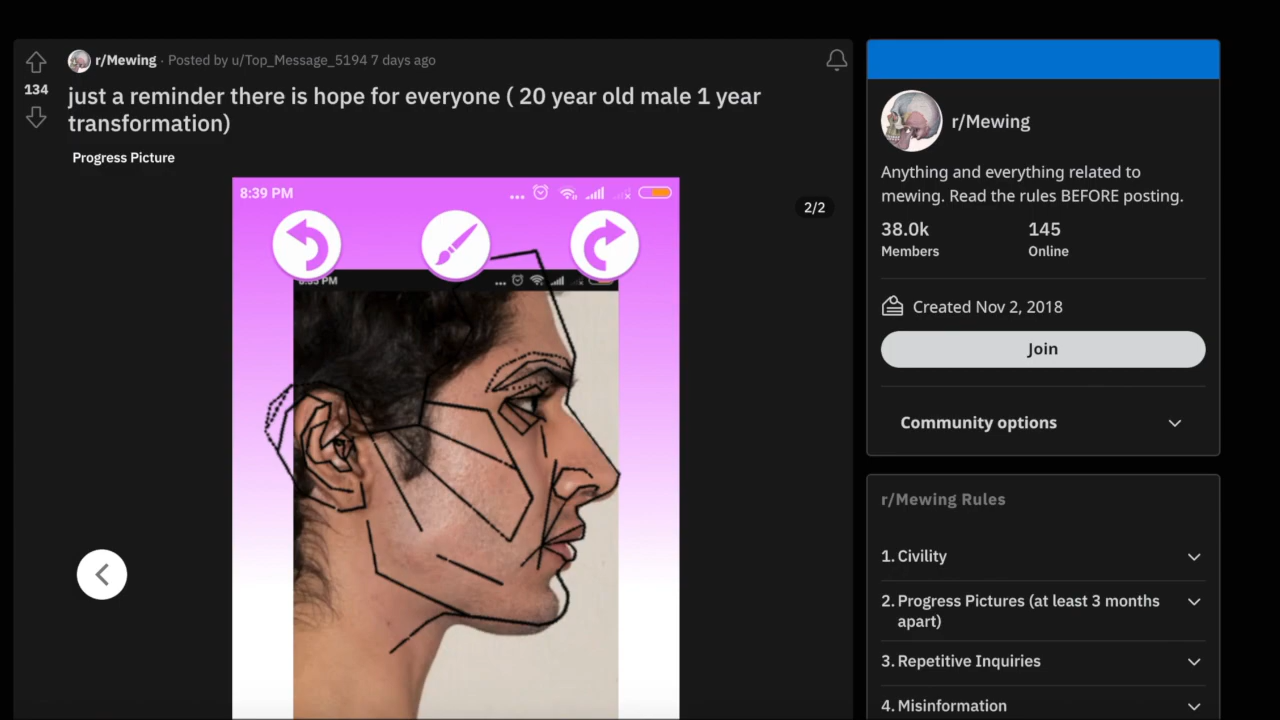 r/Mewing · Posted by u/Top_Message_5194 7 days ago
134
just a reminder there is hope for everyone ( 20 year old male 1 year
transformation)
Progress Picture
8:39 PM
2/2
PM
r/Mewing
Anything and everything related to
mewing. Read the rules BEFORE posting.
38.0k
Members
145
Online
Created Nov 2, 2018
Join
Community options
r/Mewing Rules
1. Civility
2. Progress Pictures (at least 3 months
apart)
3. Repetitive Inquiries
4. Misinformation